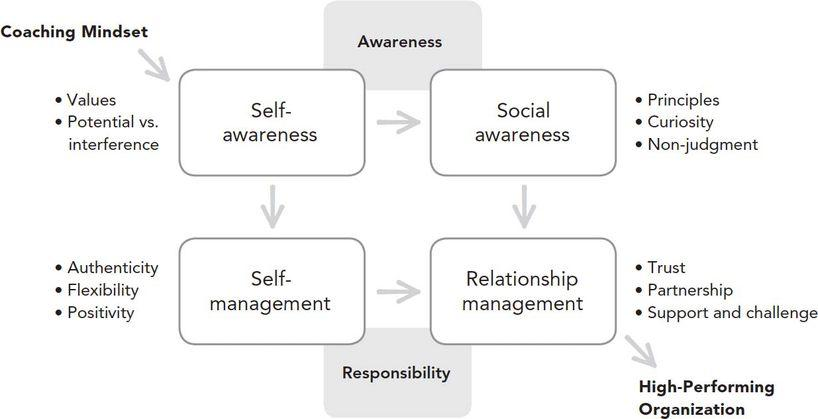 Coaching Mindset
Awareness
• Values
• Potential vs.
interference
Self-
awareness
Social
awareness
• Principles
• Curiosity
• Non-judgment
• Authenticity
• Flexibility
• Positivity
Self-
management
Relationship
management
• Trust
• Partnership
• Support and challenge
Responsibility
High-Performing
Organization